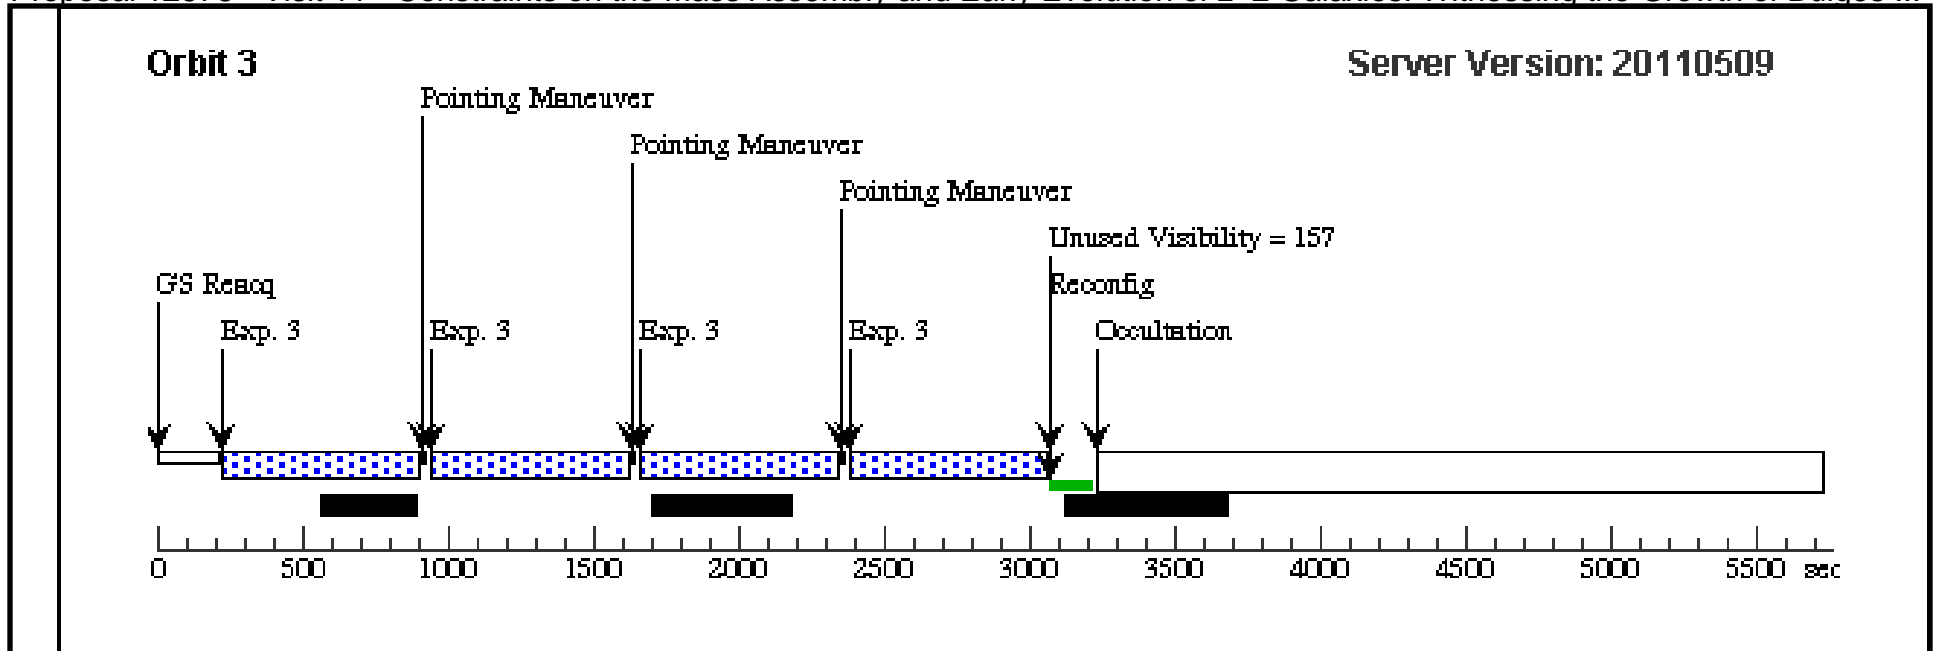 Orbit 3
Server Version: 20110509
Pointing Maneuver
Pointing Maneuver
Pointing Maneuver
Unused Visibility = 157
GS Reacq
Reconfig
Exp. 3
Exp. 3
Exp. 3
Exp. 3
Occultation
0 500 1000 1500 2000 2500 3000 3500 4000 4500 5000 5500 sec